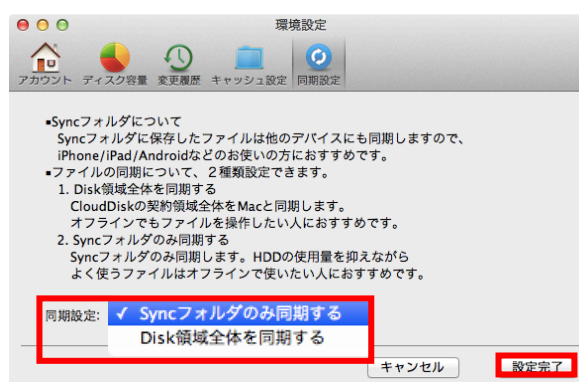 環境設定
アカウント ディスク容量 変更履歴 キャッシュ設定 同期設定
▪Syncフォルダについて
Syncフォルダに保存したファイルは他のデバイスにも同期しますので、
iPhone/iPad/Androidなどのお使いの方におすすめです。
▪ファイルの同期について、２種類設定できます。
1. Disk領域全体を同期する
CloudDiskの契約領域全体をMacと同期します。
オフラインでもファイルを操作したい人におすすめです。
2. Syncフォルダのみ同期する
Syncフォルダのみ同期します。HDDの使用量を抑えながら
よく使うファイルはオフラインで使いたい人におすすめです。
同期設定: ✓ Syncフォルダのみ同期する
Disk領域全体を同期する
キャンセル 設定完了